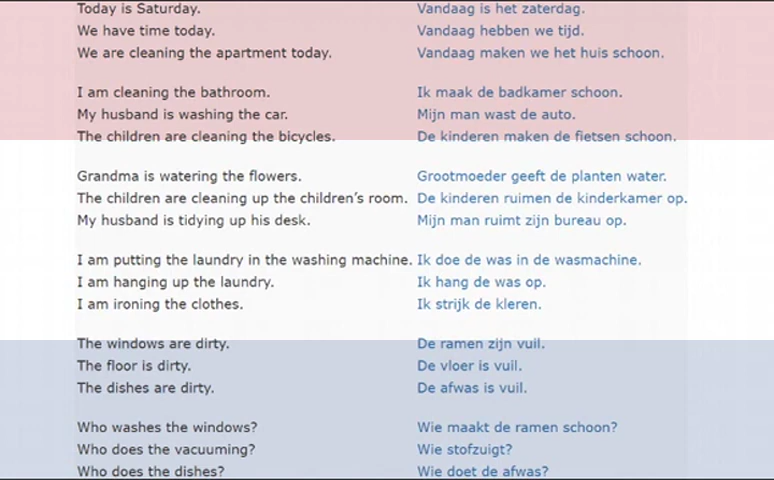 Today is Saturday. Vandaag is het zaterdag.
We have time today. Vandaag hebben we tijd.
We are cleaning the apartment today. Vandaag maken we het huis schoon.
I am cleaning the bathroom. Ik maak de badkamer schoon.
My husband is washing the car. Mijn man wast de auto.
The children are cleaning the bicycles. De kinderen maken de fietsen schoon.
Grandma is watering the flowers. Grootmoeder geeft de planten water.
The children are cleaning up the children's room. De kinderen ruimen de kinderkamer op.
My husband is tidying up his desk. Mijn man ruimt zijn bureau op.
I am putting the laundry in the washing machine. Ik doe de was in de wasmachine.
I am hanging up the laundry. Ik hang de was op.
I am ironing the clothes. Ik strijk de kleren.
The windows are dirty. De ramen zijn vuil.
The floor is dirty. De vloer is vuil.
The dishes are dirty. De afwas is vuil.
Who washes the windows? Wie maakt de ramen schoon?
Who does the vacuuming? Wie stofzuigt?
Who does the dishes? Wie doet de afwas?